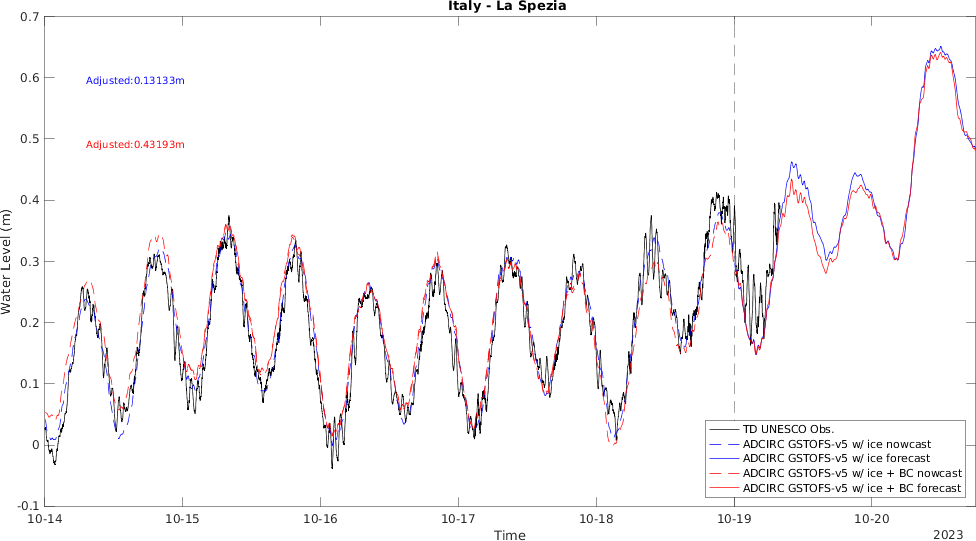 Italy - La Spezia
0.7
0.6
0.5
0.4
0.3
0.2
0.1
0
-0.1
Water Level (m)
Adjusted:0.13133m
Adjusted:0.43193m
TD UNESCO Obs.
ADCIRC GSTOFS-v5 w/ ice nowcast
ADCIRC GSTOFS-v5 w/ ice forecast
ADCIRC GSTOFS-v5 w/ice + BC nowcast
ADCIRC GSTOFS-v5 w/ice + BC forecast
10-14
10-15
10-16
10-17
10-18
10-19
10-20
Time
2023